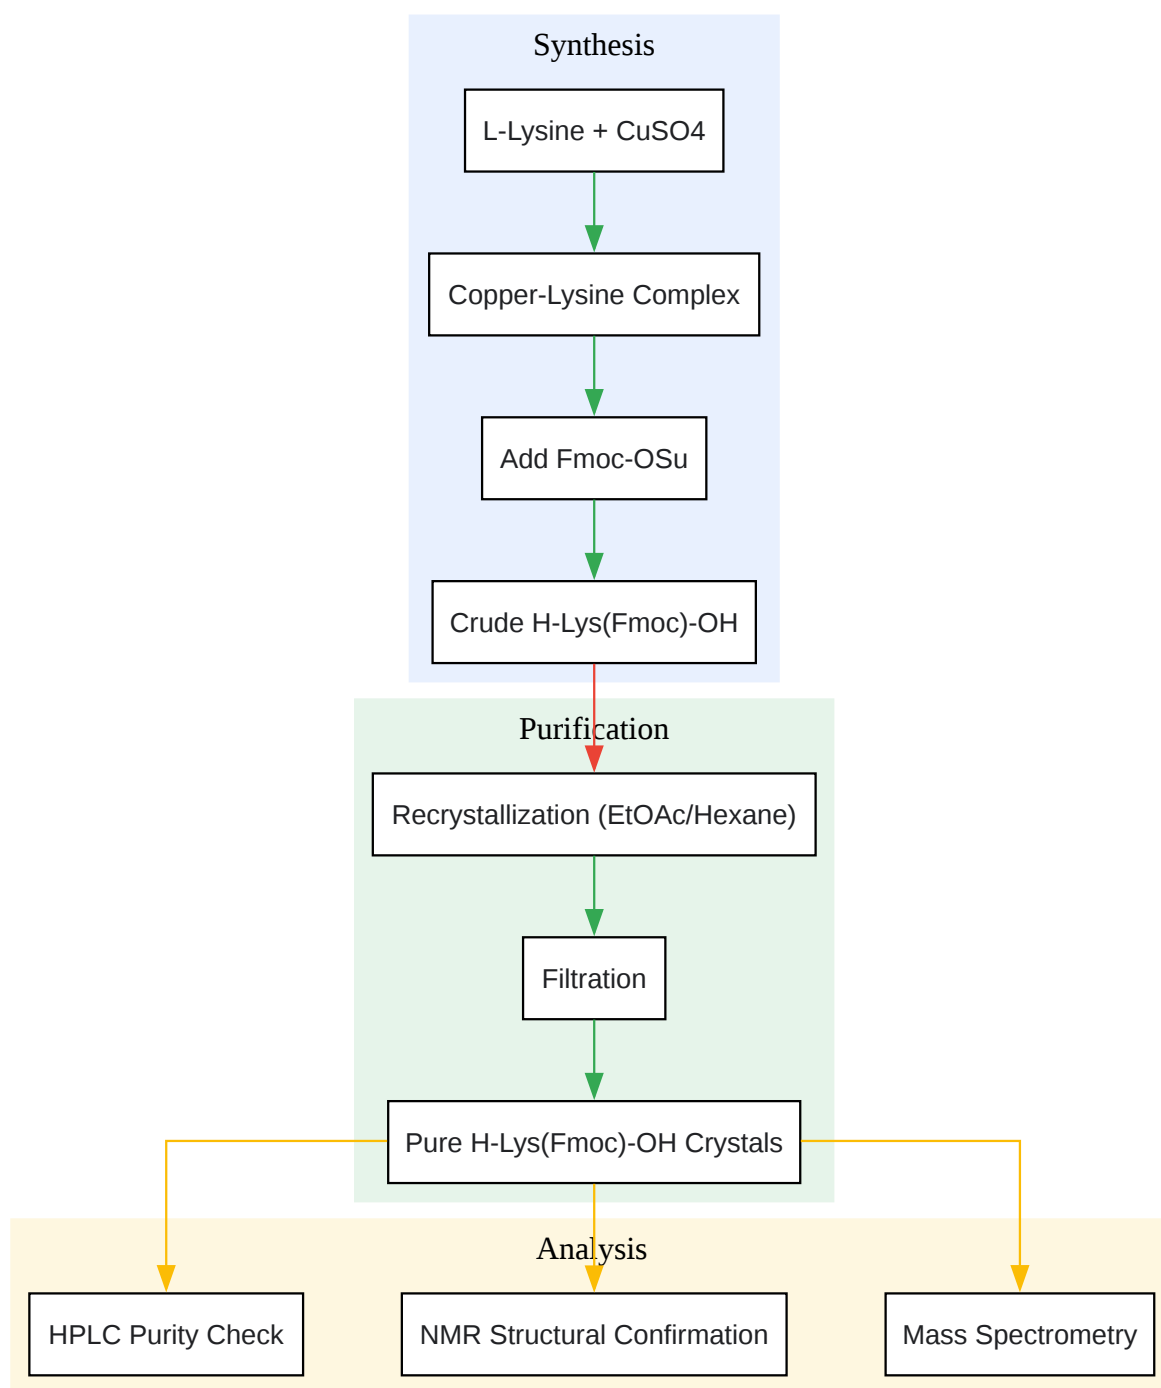 Synthesis
L-Lysine + CuSO4
Copper-Lysine Complex
Add Fmoc-OSu
Crude H-Lys(Fmoc)-OH
Purification
Recrystallization (EtOAc/Hexane)
Filtration
Pure H-Lys(Fmoc)-OH Crystals
Analysis
HPLC Purity Check
NMR Structural Confirmation
Mass Spectrometry